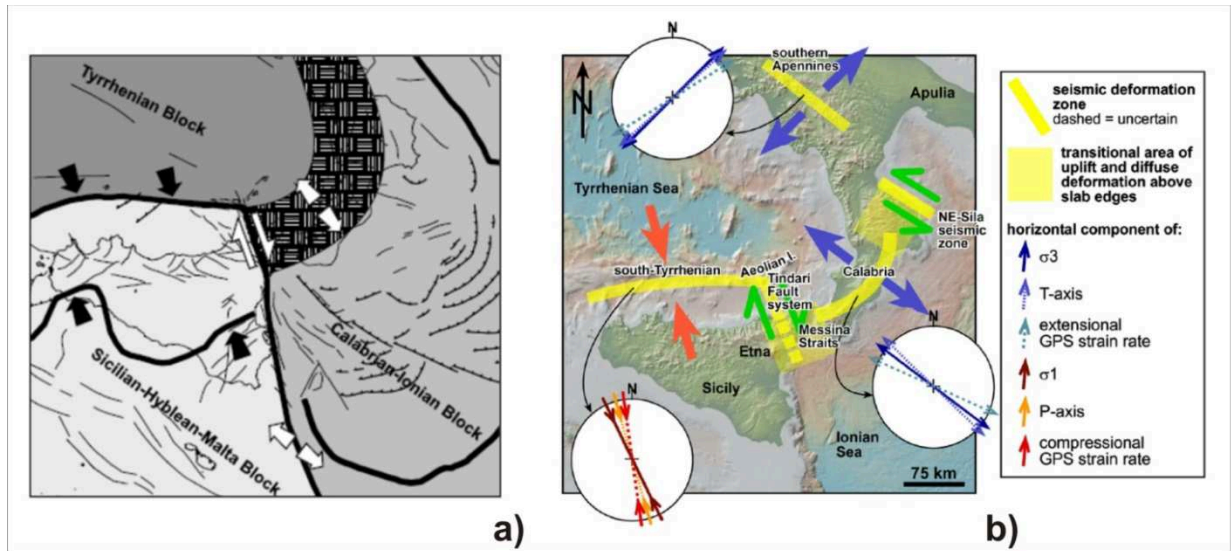 Tyrrhenian Block
Calabrian-Ionian Block
Sicilian-Hyblean-Malta Block
a)
N
southern
Apennines
Apulia
N
Tyrrhenian Sea
NE-Sila
seismic
zone
south-Tyrrhenian
Aeolian I.
Tindari
Fault
system
Calabria
Messina
Straits
Etna
Sicily
N
N
Ionian
Sea
75 km
b)
seismic deformation
zone
dashed = uncertain
transitional area of
uplift and diffuse
deformation above
slab edges
horizontal component of:
σ3
T-axis
extensional
GPS strain rate
σ1
P-axis
compressional
GPS strain rate